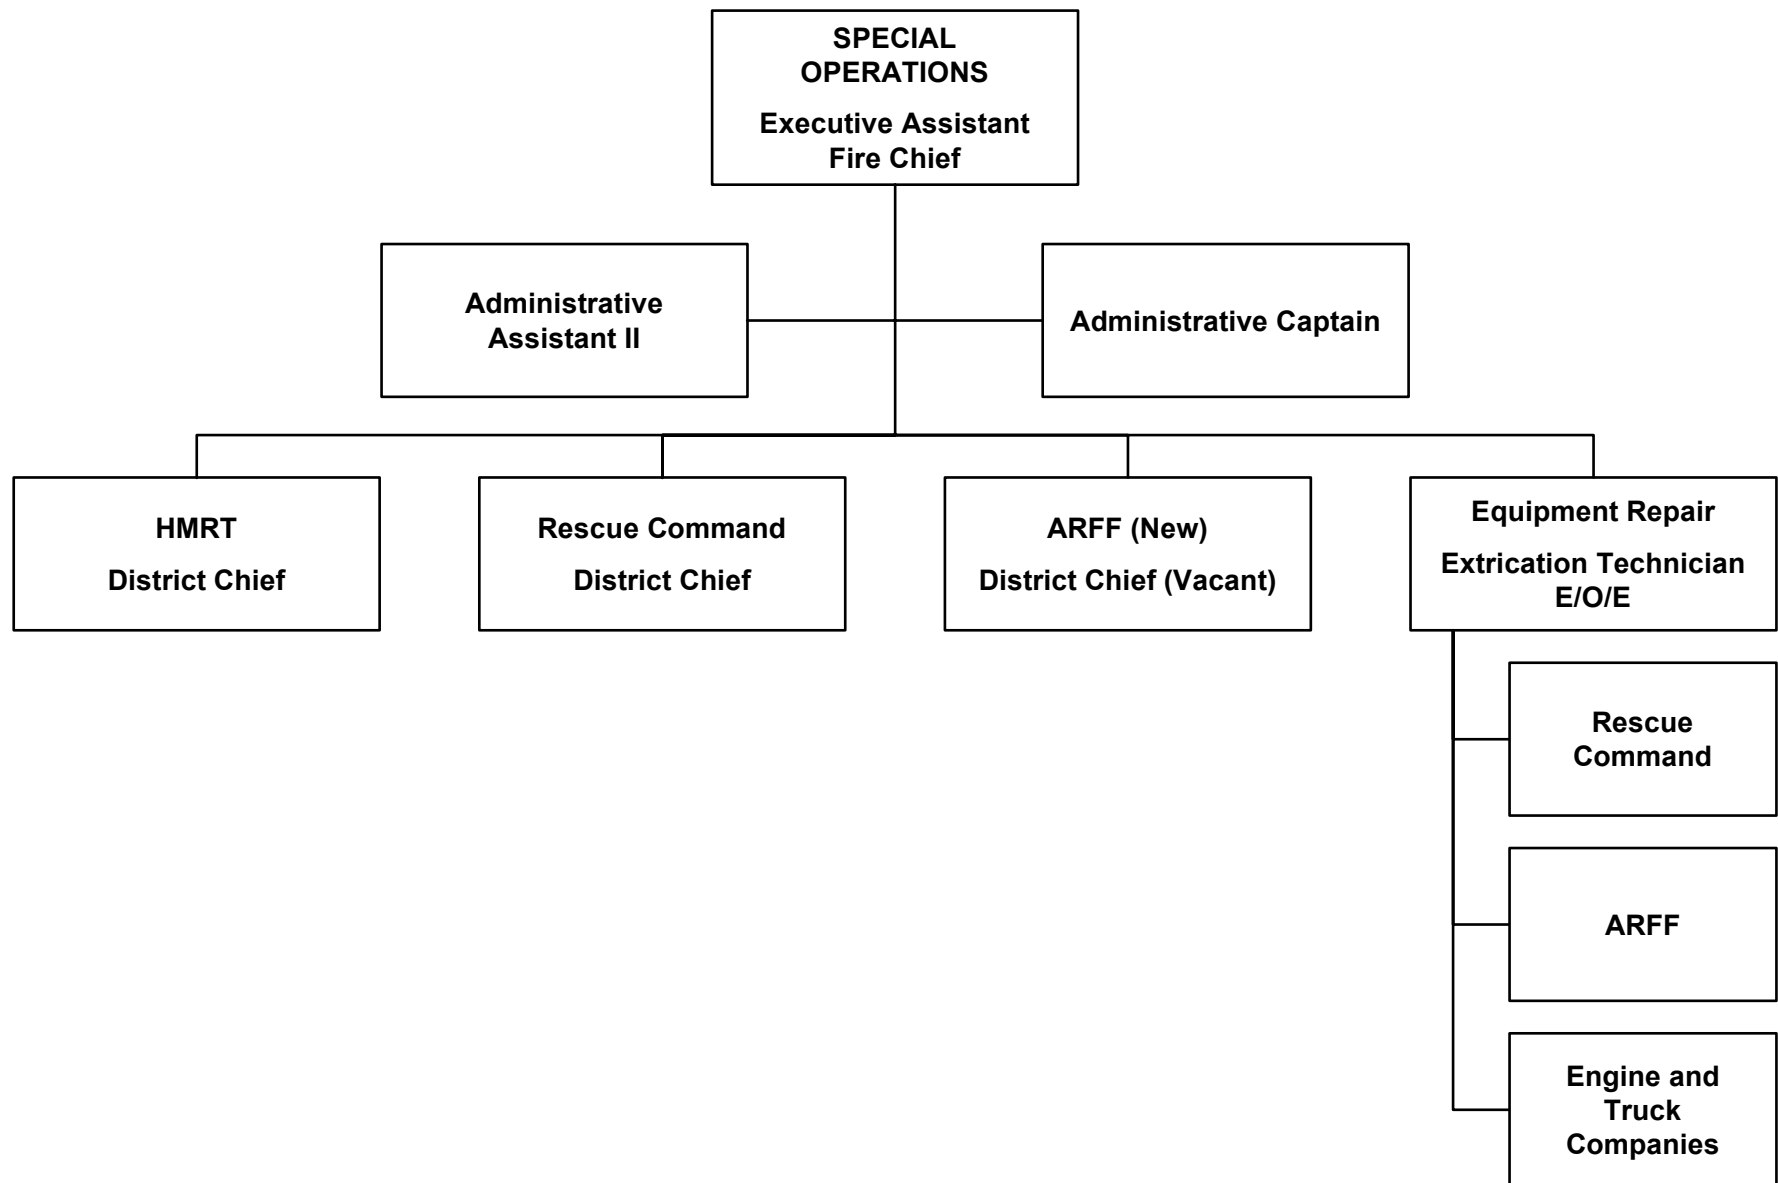 SPECIAL
OPERATIONS
Executive Assistant
Fire Chief
Administrative
Assistant II
Administrative Captain
HMRT
District Chief
Rescue Command
District Chief
ARFF (New)
District Chief (Vacant)
Equipment Repair
Extrication Technician
E/O/E
Rescue
Command
ARFF
Engine and
Truck
Companies